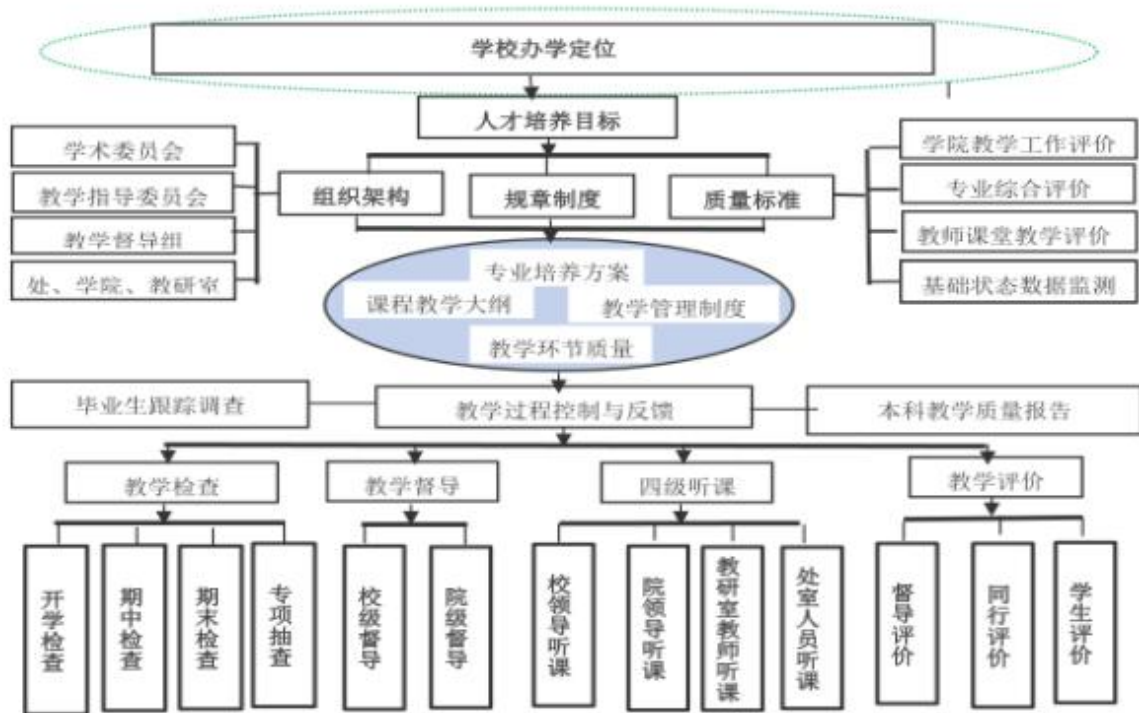 学校办学定位
人才培养目标
学术委员会
教学指导委员会
教学督导组
处、学院、教研室
组织架构
规章制度
质量标准
学院教学工作评价
专业综合评价
教师课堂教学评价
基础状态数据监测
专业培养方案
课程教学大纲
教学管理制度
教学环节质量
毕业生跟踪调查
教学过程控制与反馈
本科教学质量报告
教学检查
教学督导
四级听课
教学评价
开学检查
期中检查
期末检查
专项抽查
校级督导
院级督导
校领导听课
院领导听课
教研室教师听课
处室人员听课
督导评价
同行评价
学生评价